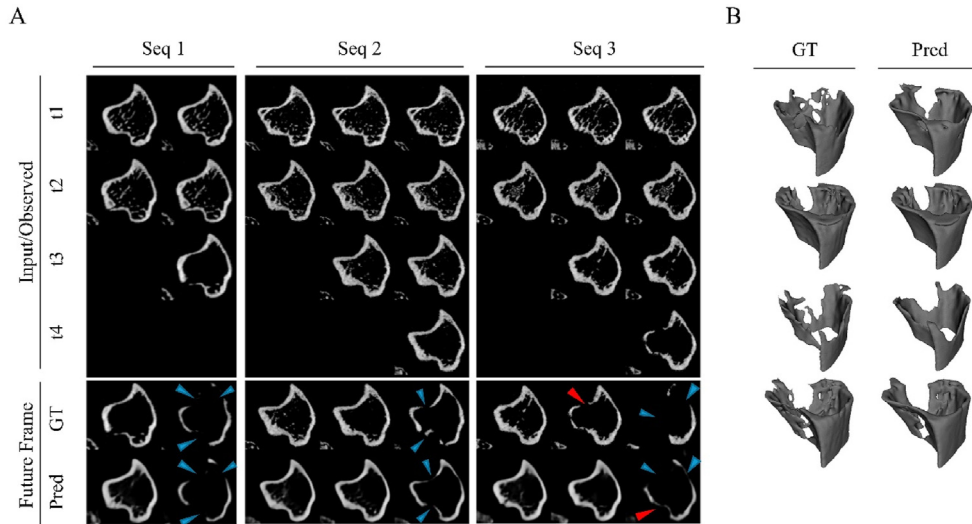 A
B
Seq 1
Seq 2
Seq 3
GT
Pred
Input/Observed
t1
t2
t3
t4
Future Frame
GT
Pred